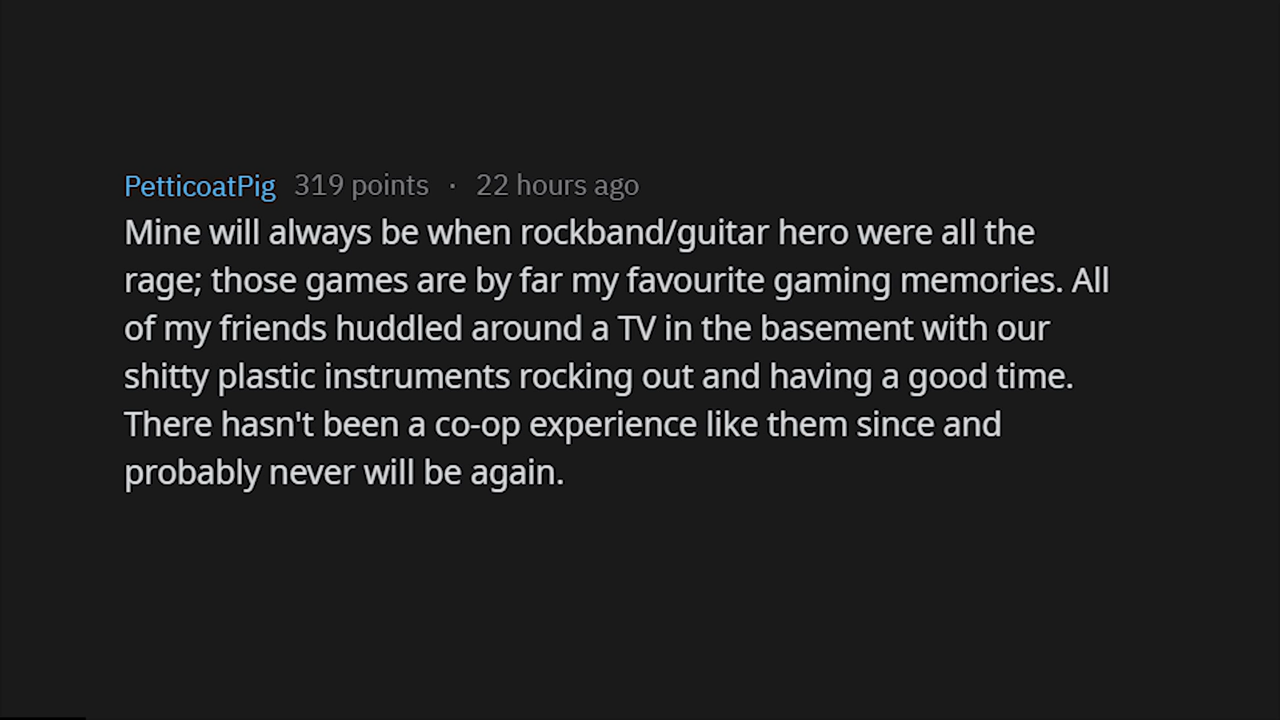 PetticoatPig 319 points · 22 hours ago
Mine will always be when rockband/guitar hero were all the
rage; those games are by far my favourite gaming memories. All
of my friends huddled around a TV in the basement with our
shitty plastic instruments rocking out and having a good time.
There hasn't been a co-op experience like them since and
probably never will be again.